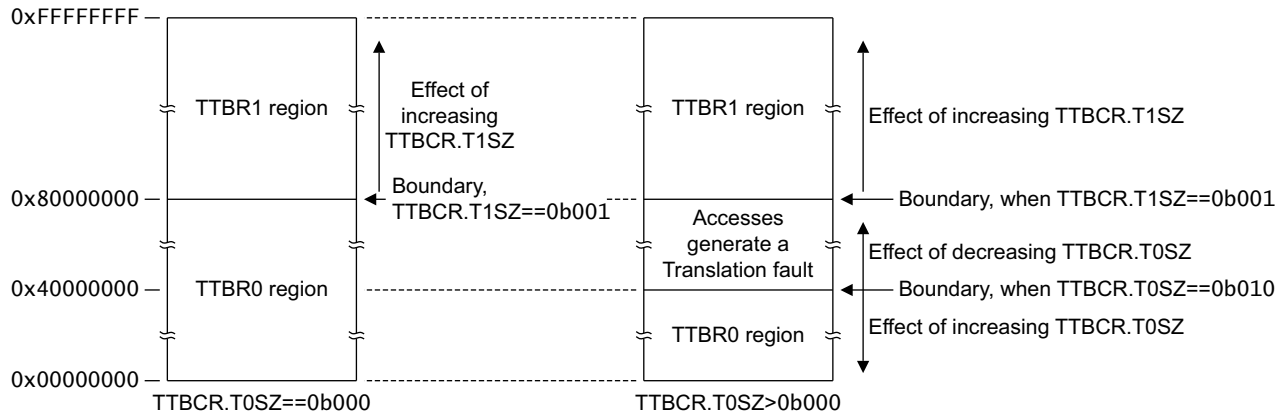 0xFFFFFFFF
Effect of
increasing
TTBCR.T1SZ
TTBR1 region
TTBR1 region
Effect of increasing TTBCR.T1SZ
0x80000000
Boundary,
TTBCR.T1SZ==0b001
Boundary, when TTBCR.T1SZ==0b001
Accesses
generate a
Translation fault
Effect of decreasing TTBCR.T0SZ
0x40000000
TTBR0 region
Boundary, when TTBCR.T0SZ==0b010
TTBR0 region
Effect of increasing TTBCR.T0SZ
0x00000000
TTBCR.T0SZ==0b000
TTBCR.T0SZ>0b000